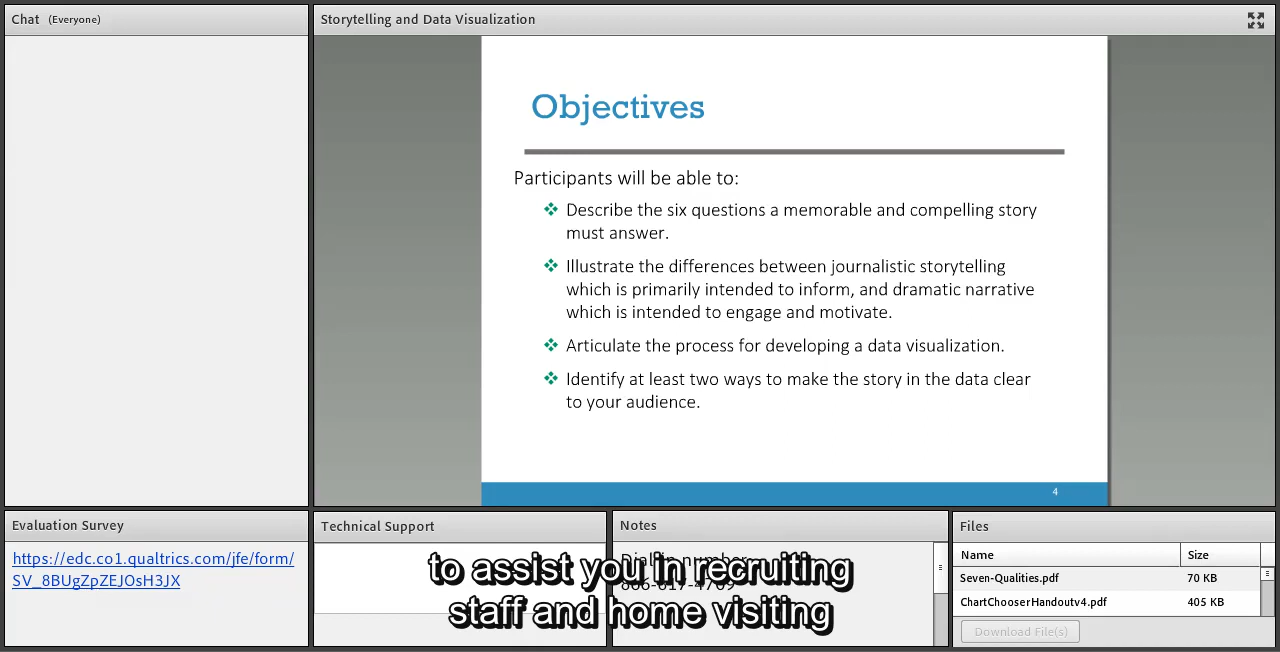 Chat (Everyone)
Storytelling and Data Visualization
Objectives
Participants will be able to:
Describe the six questions a memorable and compelling story
must answer.
Illustrate the differences between journalistic storytelling
which is primarily intended to inform, and dramatic narrative
which is intended to engage and motivate.
Articulate the process for developing a data visualization.
Identify at least two ways to make the story in the data clear
to your audience.
4
Evaluation Survey
https://edc.co1.qualtrics.com/jfe/form/
SV_8BUgZpZEJOsH3JX
Technical Support
Notes
Dial-in number
Files
Name Size
Seven-Qualities.pdf 70 KB
ChartChooserHandoutv4.pdf 405 KB
Download File(s)
to assist you in recruiting
staff and home visiting